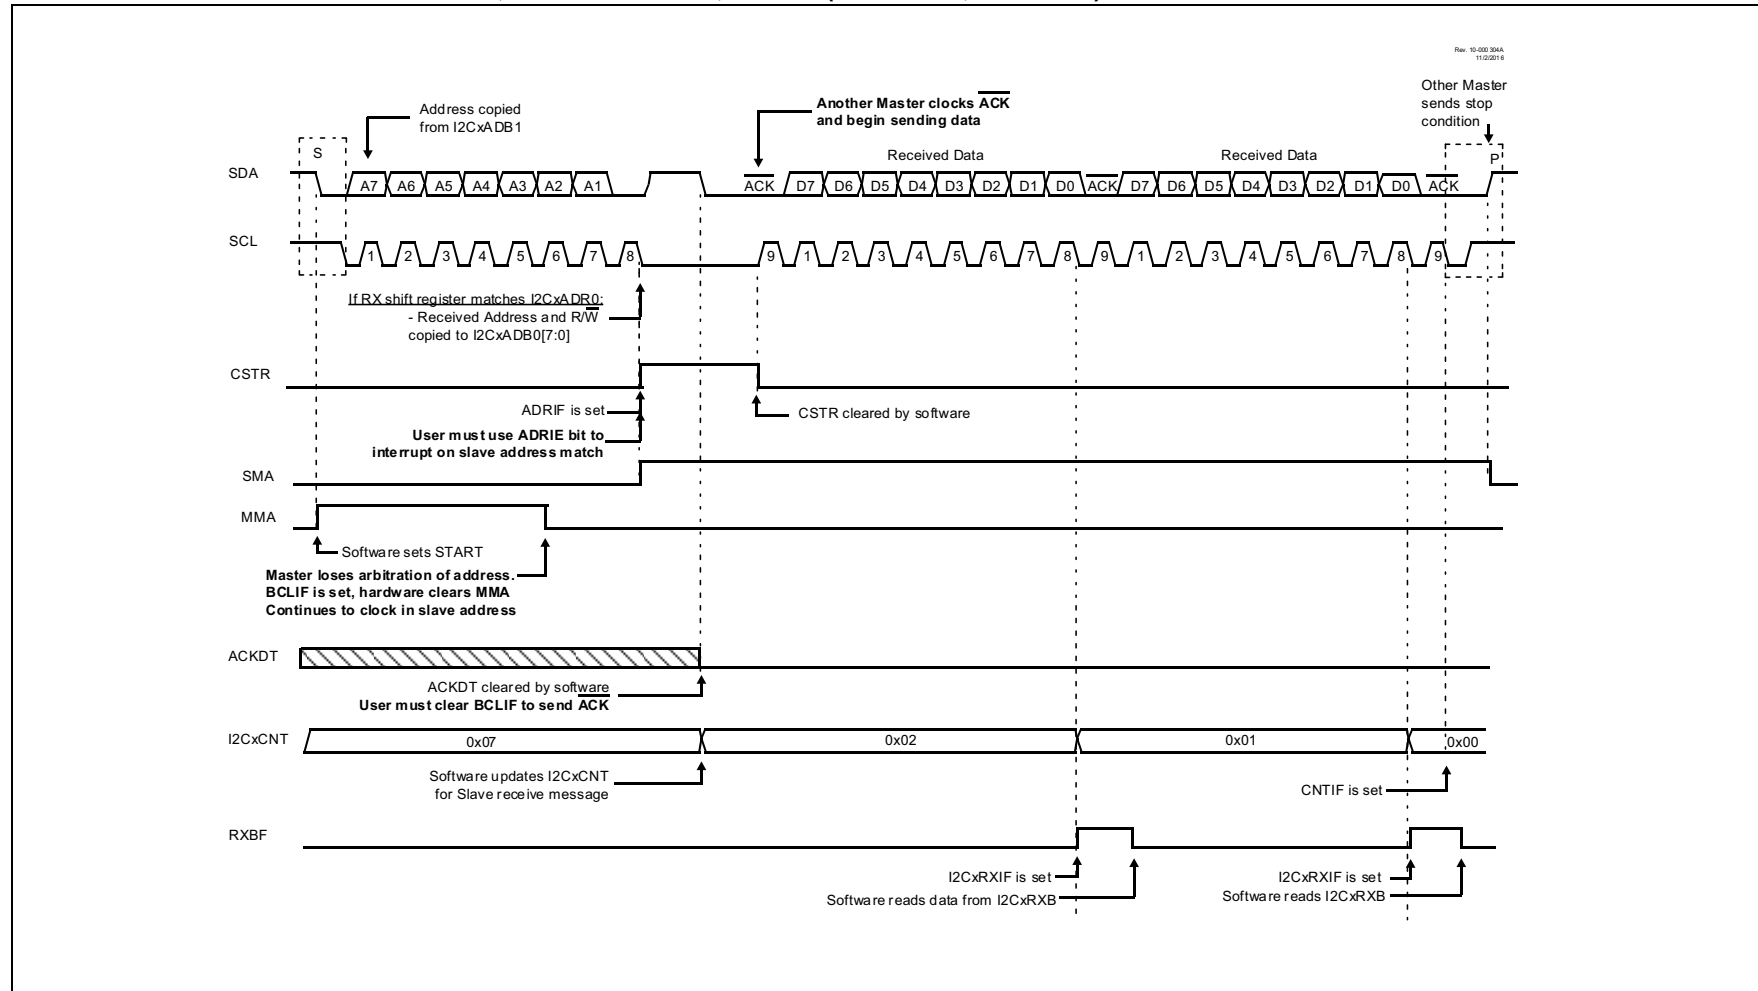 Rev. 10-000 304A
11/2/2016
Other Master
sends stop
condition
Address copied
from I2CxADB1
Another Master clocks ACK
and begin sending data
S
P
Received Data
Received Data
SDA
A7 A6 A5 A4 A3 A2 A1 ACK D7 D6 D5 D4 D3 D2 D1 D0 ACK D7 D6 D5 D4 D3 D2 D1 D0 ACK
SCL
1 2 3 4 5 6 7 8 9 1 2 3 4 5 6 7 8 9 1 2 3 4 5 6 7 8 9
If RX shift register matches I2CxADR0:
- Received Address and R/W
copied to I2CxADB0[7:0]
CSTR
ADRIF is set
CSTR cleared by software
User must use ADRIE bit to
interrupt on slave address match
SMA
MMA
Software sets START
Master loses arbitration of address.
BCLIF is set, hardware clears MMA
Continues to clock in slave address
ACKDT
ACKDT cleared by software
User must clear BCLIF to send ACK
I2CxCNT
0x07 0x02 0x01 0x00
Software updates I2CxCNT
for Slave receive message
CNTIF is set
RXBF
I2CxRXIF is set
Software reads data from I2CxRXB
I2CxRXIF is set
Software reads I2CxRXB